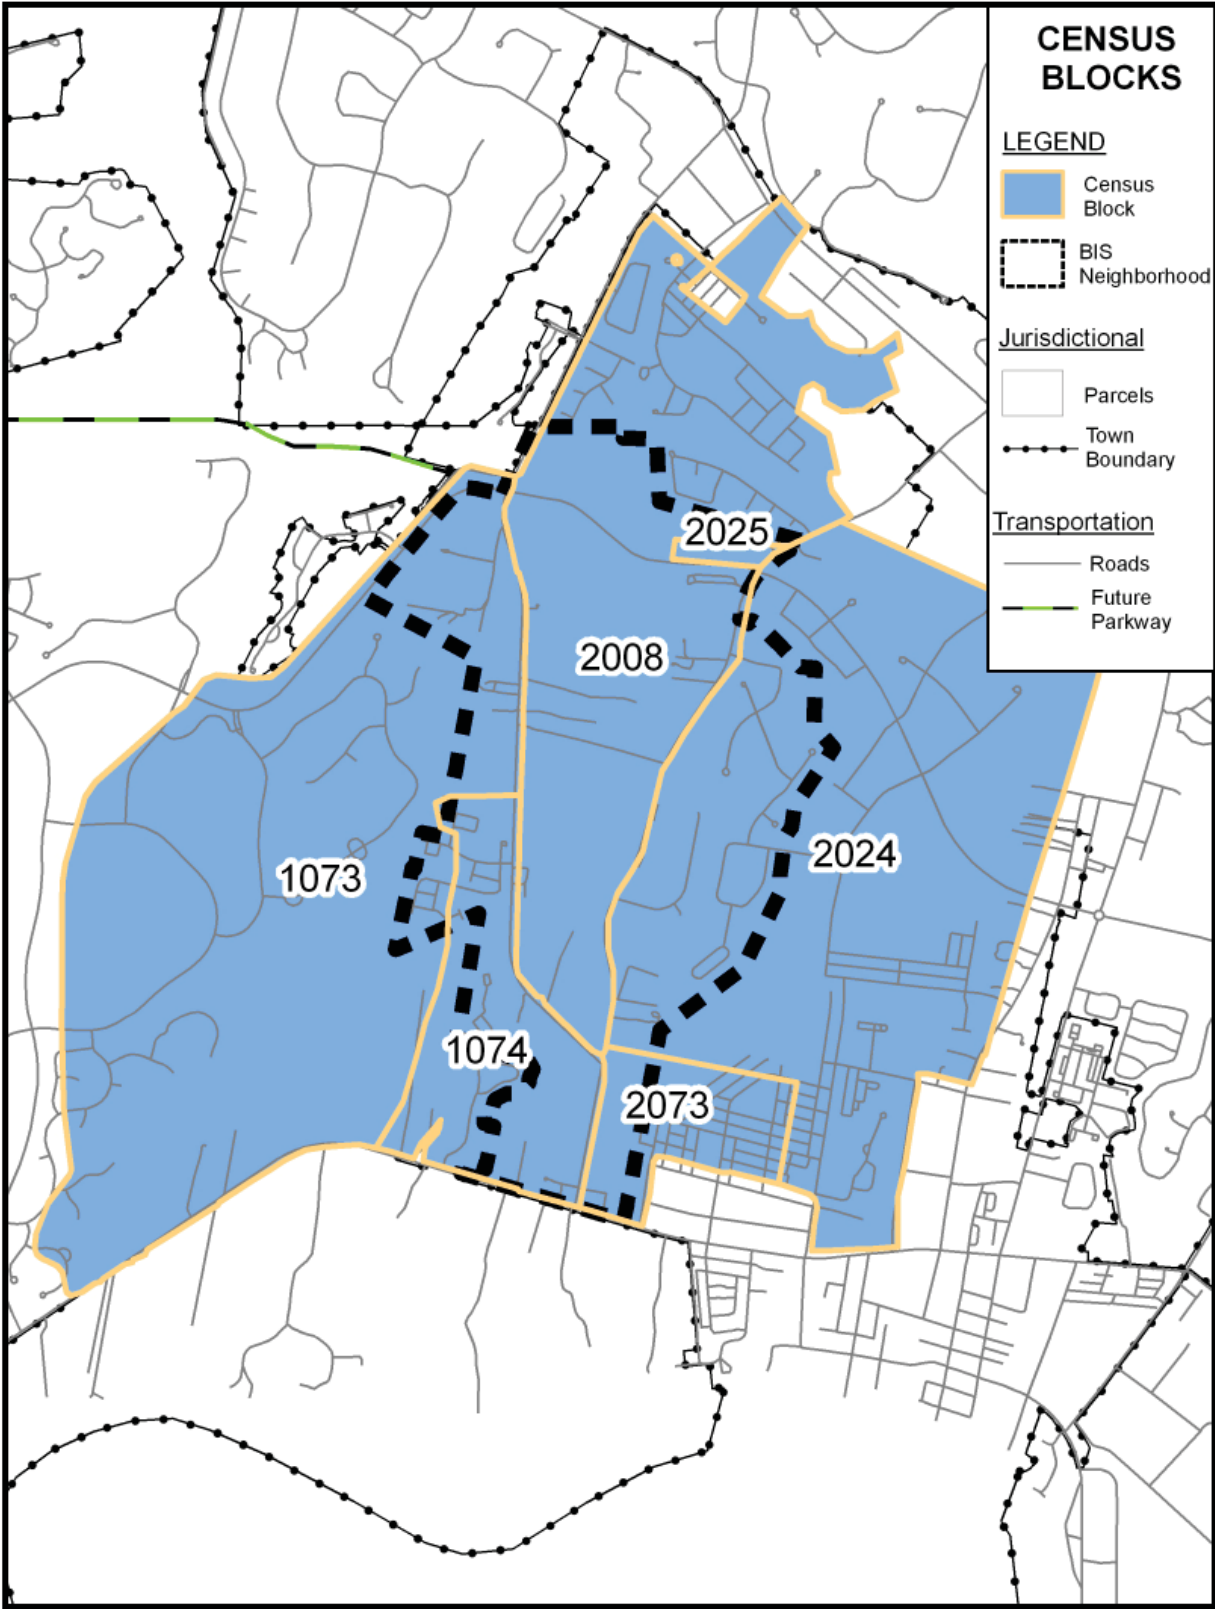 CENSUS
BLOCKS
LEGEND
Census
Block
BIS
Neighborhood
Jurisdictional
Parcels
Town
Boundary
Transportation
Roads
Future
Parkway
2025
2008
2024
1073
1074
2073